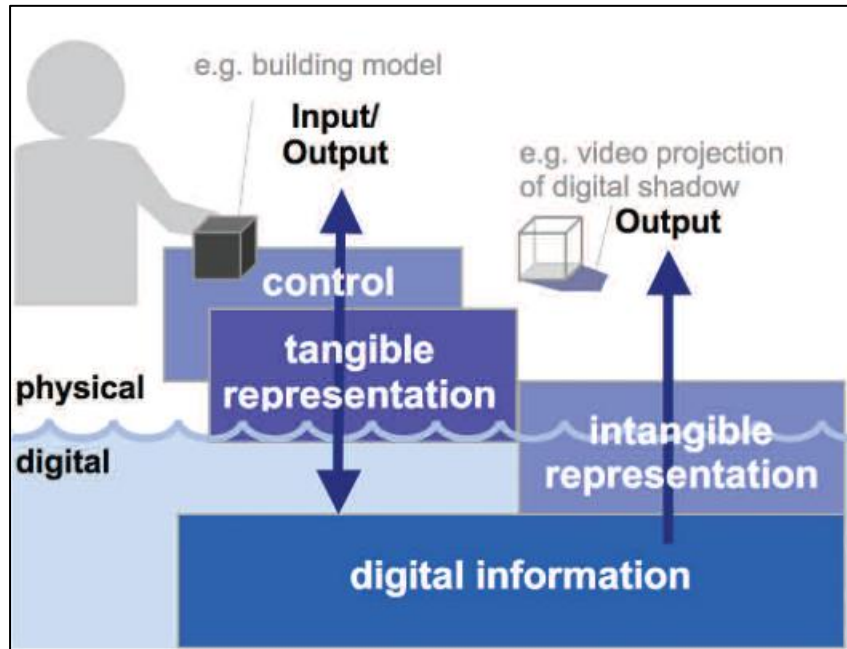 e.g. building model
Input/
Output
e.g. video projection
of digital shadow
Output
control
tangible
representation
physical
digital
intangible
representation
digital information